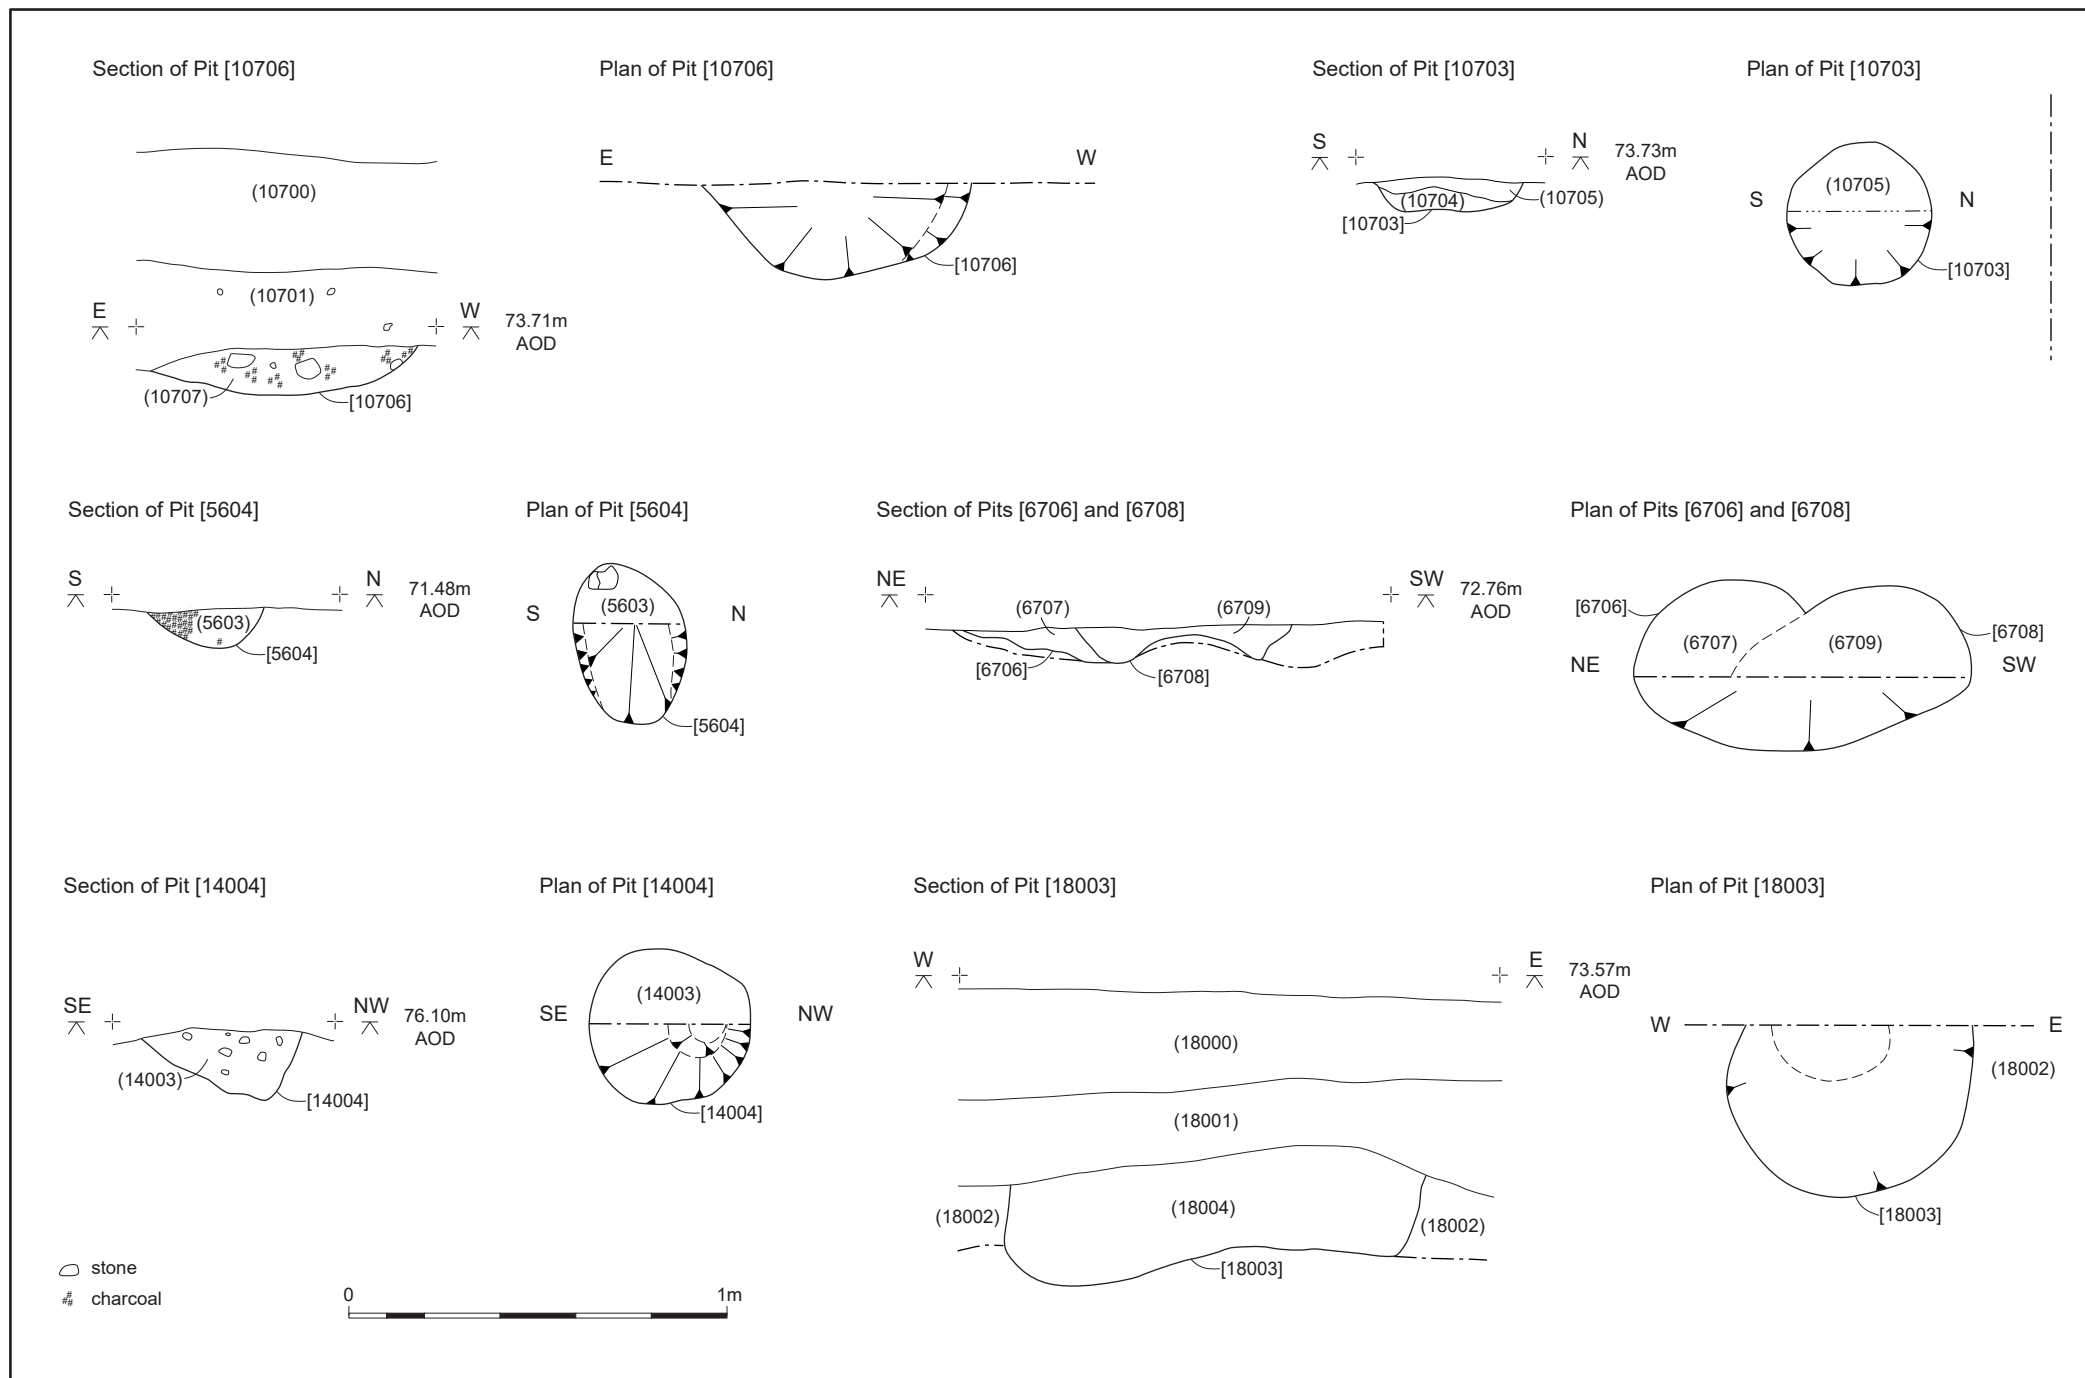 Section of Pit [10706]
(10700)
(10701)
E
W
73.71m
AOD
(10707)
[10706]
Plan of Pit [10706]
E
W
[10706]
Section of Pit [10703]
S
N
73.73m
AOD
(10704)
(10705)
[10703]
Plan of Pit [10703]
(10705)
S
N
[10703]
Section of Pit [5604]
S
N
71.48m
AOD
(5603)
[5604]
Plan of Pit [5604]
S
(5603)
N
[5604]
Section of Pits [6706] and [6708]
NE
SW
72.76m
AOD
(6707)
(6709)
[6706]
[6708]
Plan of Pits [6706] and [6708]
[6706]
[6708]
(6707)
(6709)
NE
SW
Section of Pit [14004]
SE
NW
76.10m
AOD
(14003)
[14004]
Plan of Pit [14004]
(14003)
SE
NW
[14004]
Section of Pit [18003]
W
E
73.57m
AOD
(18000)
(18001)
(18002)
(18004)
(18002)
[18003]
Plan of Pit [18003]
W
E
(18002)
[18003]
stone
charcoal
0
1m